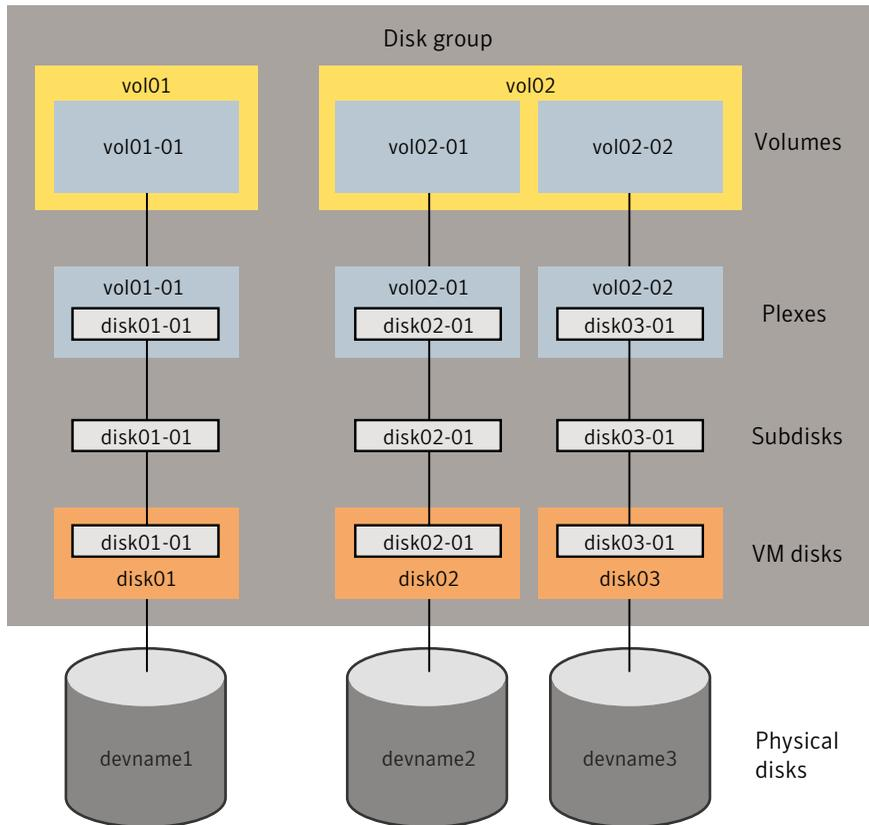 Disk group
vol01
vol02
vol01-01
vol02-01
vol02-02
Volumes
vol01-01
vol02-01
vol02-02
disk01-01
disk02-01
disk03-01
Plexes
disk01-01
disk02-01
disk03-01
Subdisks
disk01-01
disk02-01
disk03-01
VM disks
disk01
disk02
disk03
devname1
devname2
devname3
Physical
disks